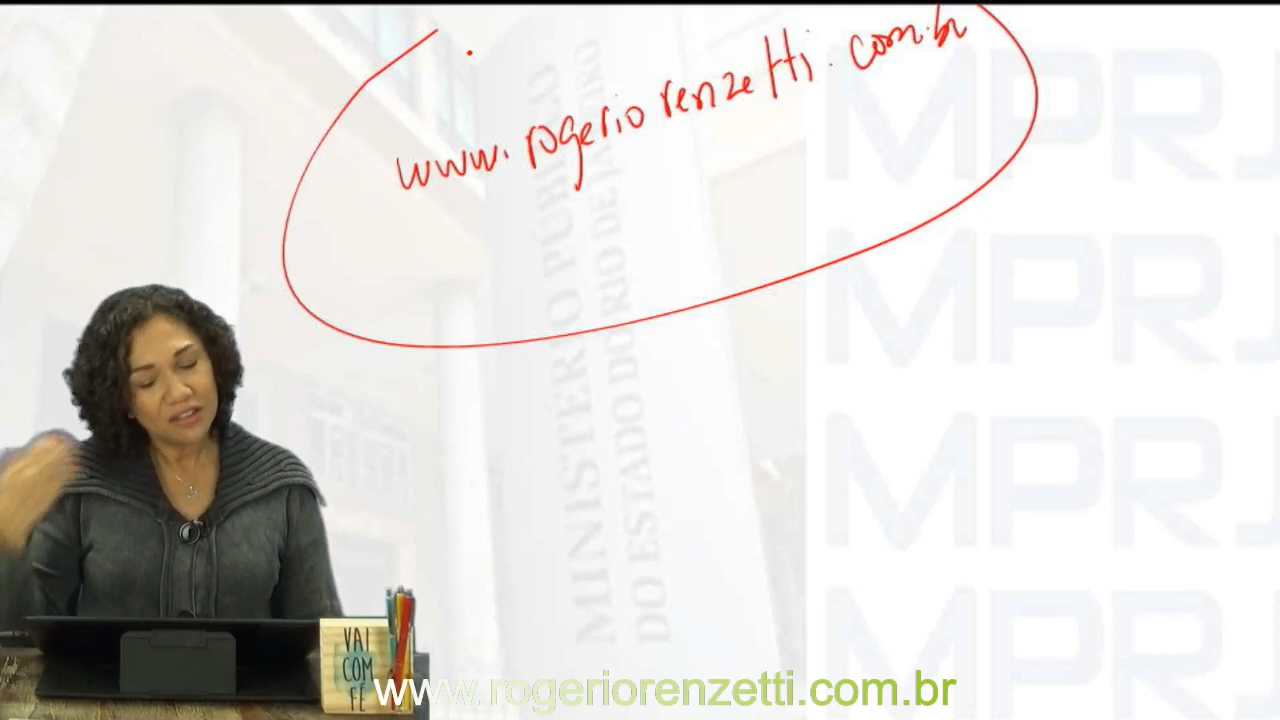 www.rogeriorenzetti.com.br
MINISTÉRIO PÚBLICO
DO ESTADO DO RIO DE JANEIRO
MPRJ
MPRJ
MPRJ
MPRJ
VAI
COM
FÉ
www.rogeriorenzetti.com.br